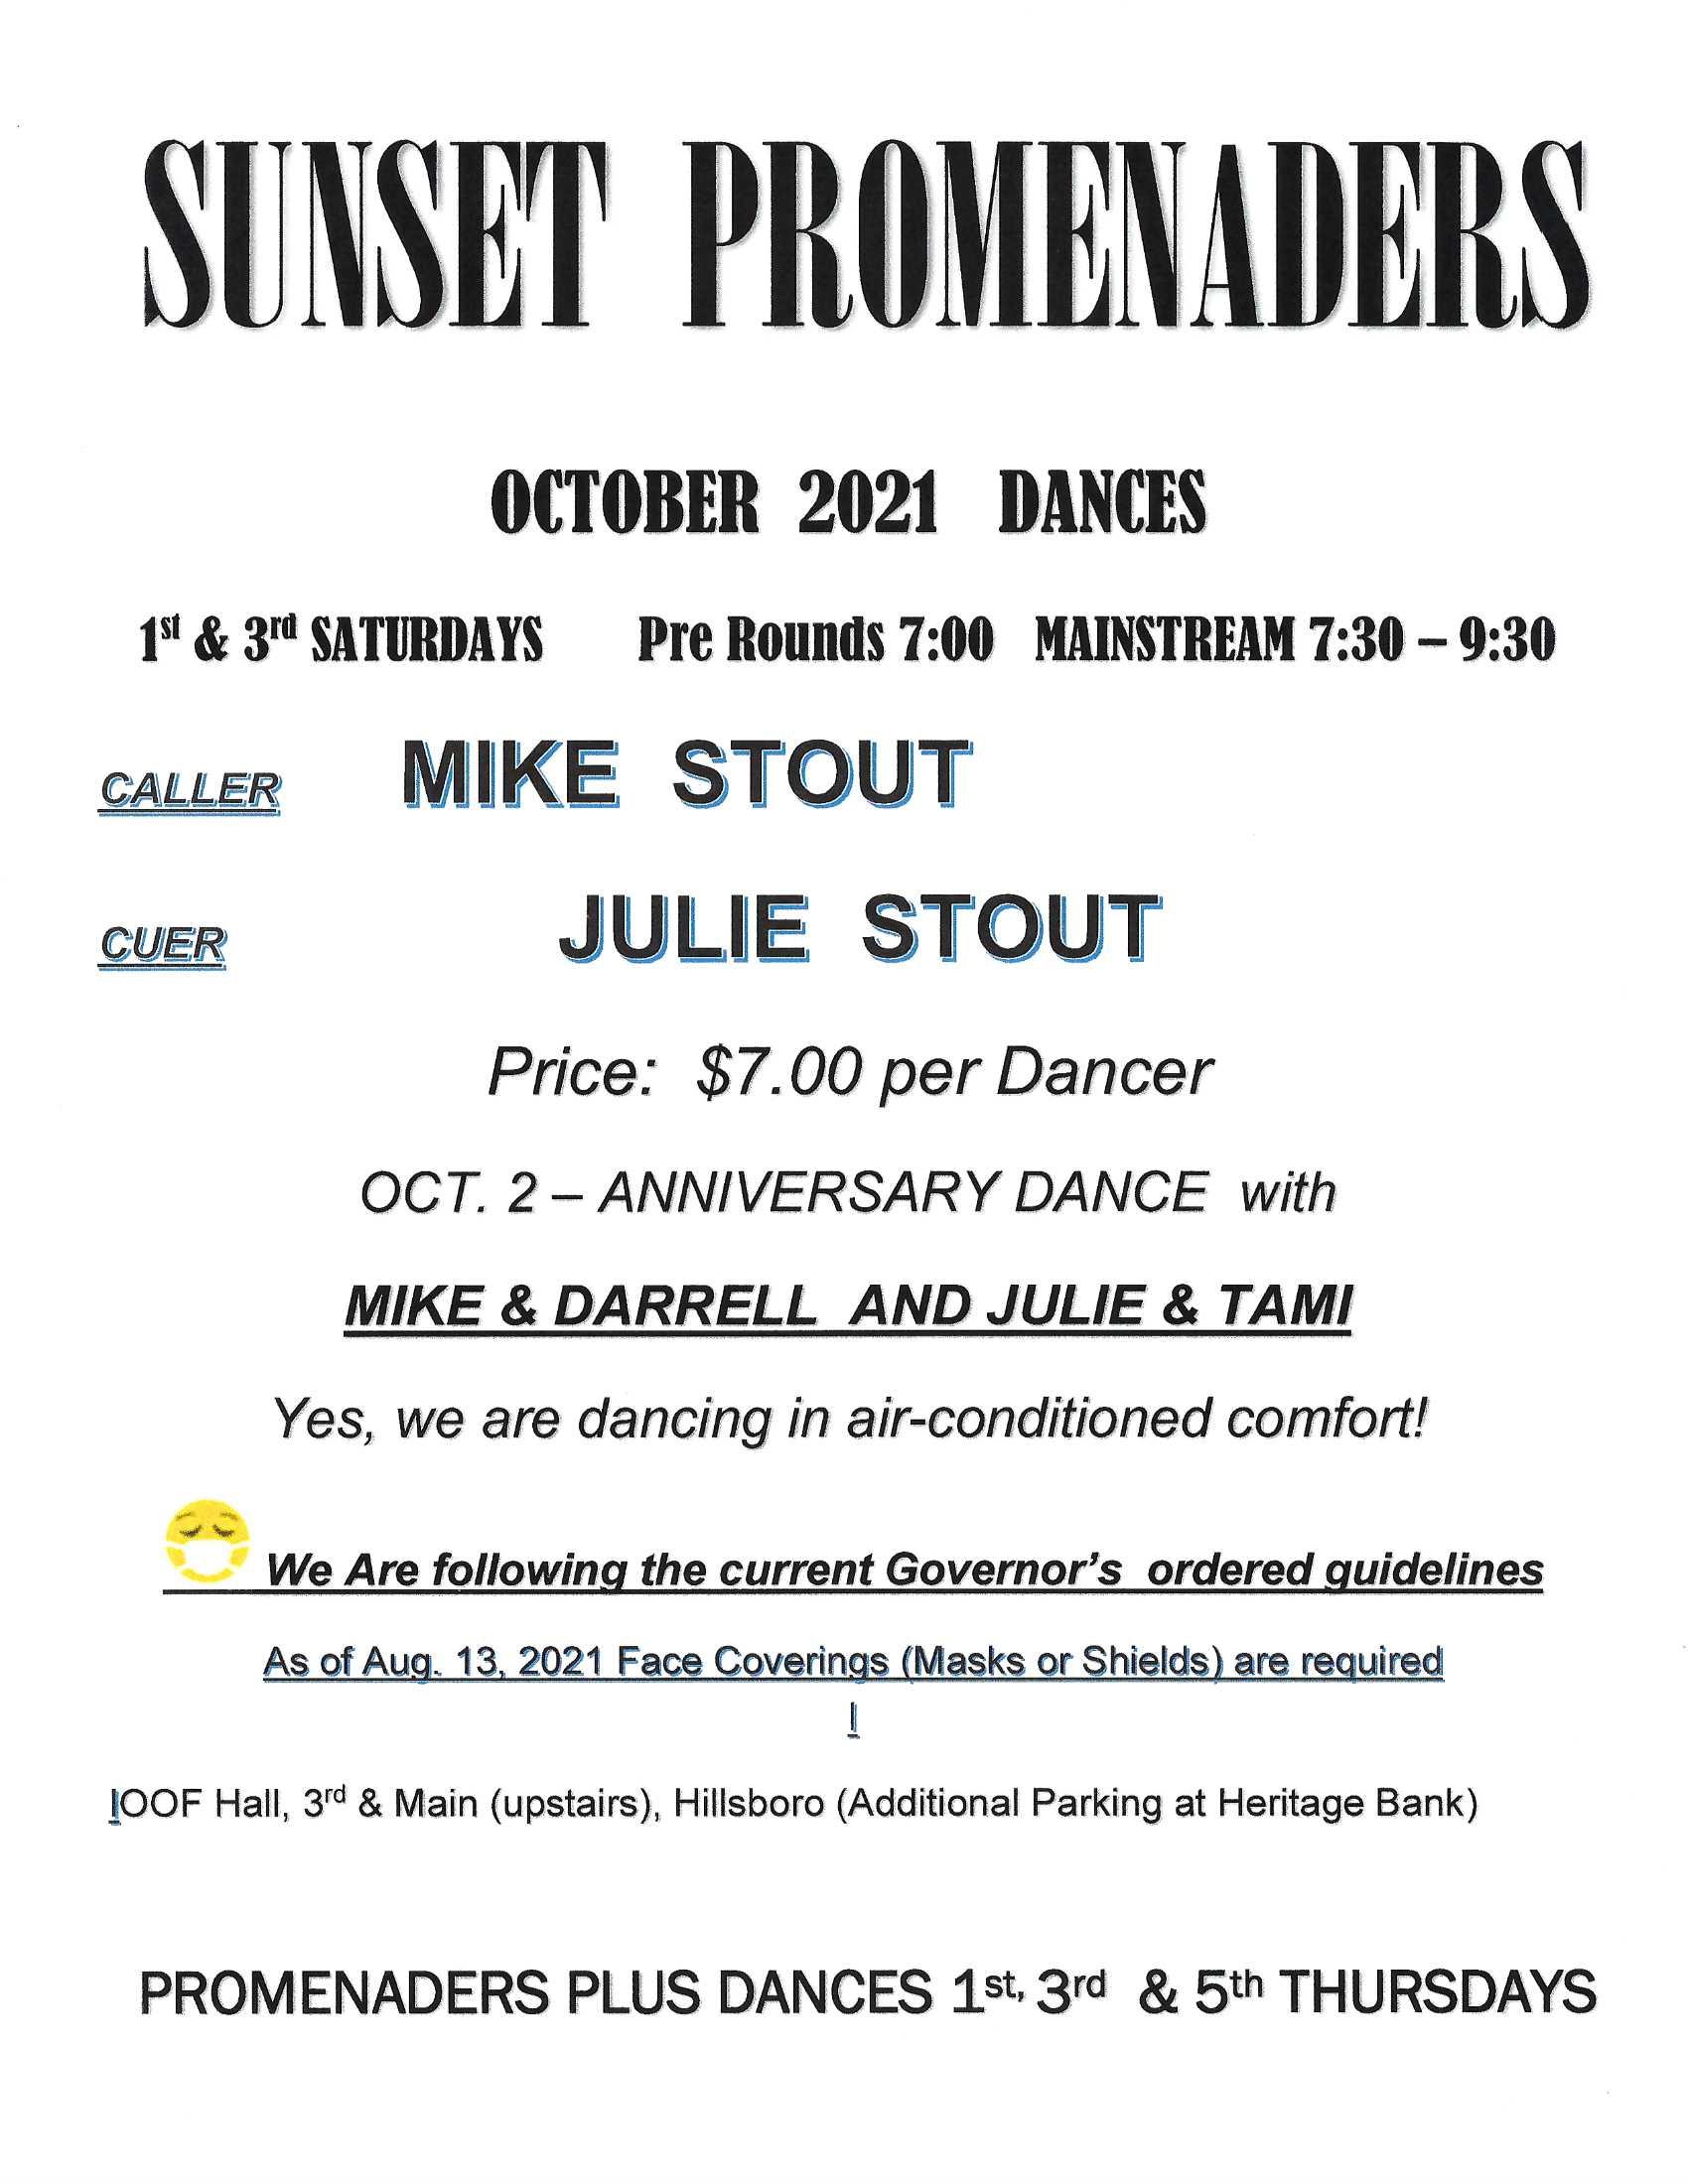 SUNSET PROMENADERS
OCTOBER 2021 DANCES
1st & 3rd SATURDAYS Pre Rounds 7:00 MAINSTREAM 7:30 – 9:30
CALLER MIKE STOUT
CUER JULIE STOUT
Price: $7.00 per Dancer
OCT. 2 – ANNIVERSARY DANCE with
MIKE & DARRELL AND JULIE & TAMI
Yes, we are dancing in air-conditioned comfort!
We Are following the current Governor's ordered guidelines
As of Aug. 13, 2021 Face Coverings (Masks or Shields) are required
I
IOOF Hall, 3rd & Main (upstairs), Hillsboro (Additional Parking at Heritage Bank)
PROMENADERS PLUS DANCES 1st, 3rd & 5th THURSDAYS